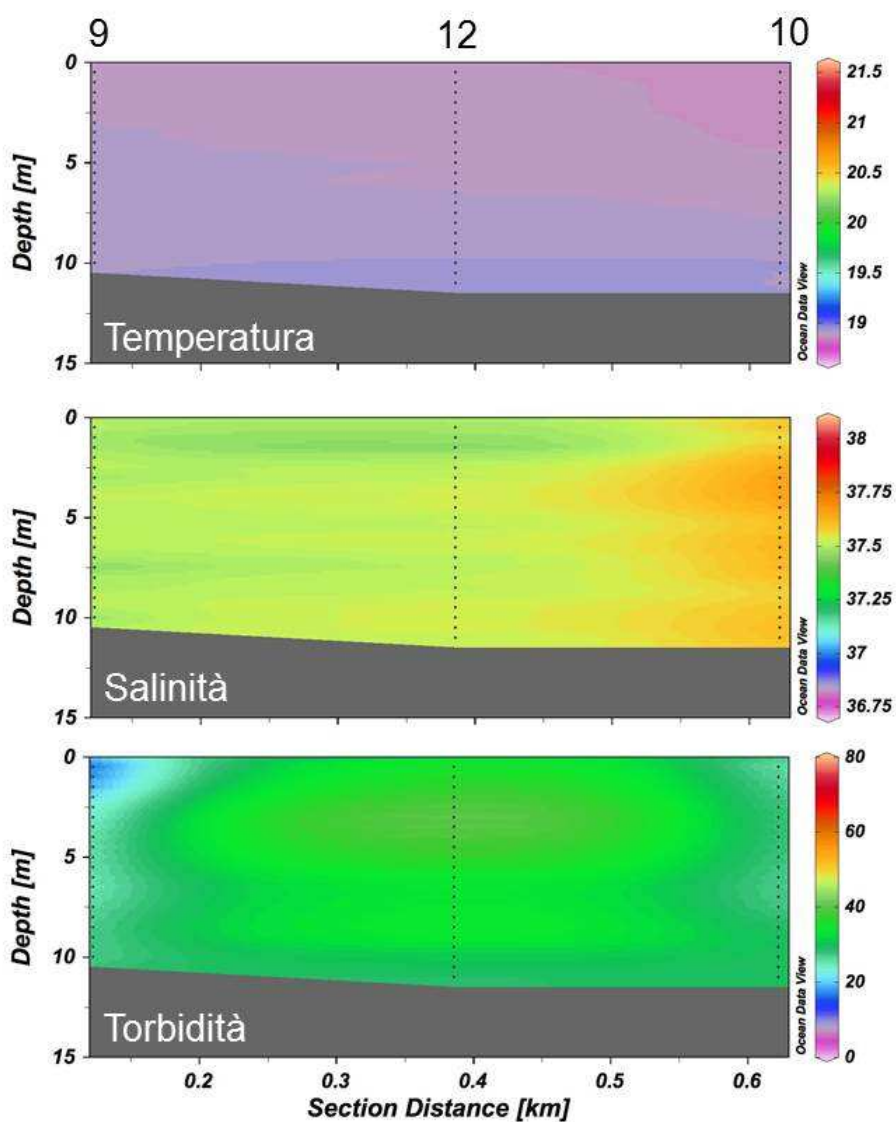 9 12 10
0
5
10
15
Depth [m]
Temperatura
Ocean Data View
21.5
21
20.5
20
19.5
19
0
5
10
15
Depth [m]
Salinità
Ocean Data View
38
37.75
37.5
37.25
37
36.75
0
5
10
15
Depth [m]
Torbidità
Ocean Data View
80
60
40
20
0
0.2 0.3 0.4 0.5 0.6
Section Distance [km]